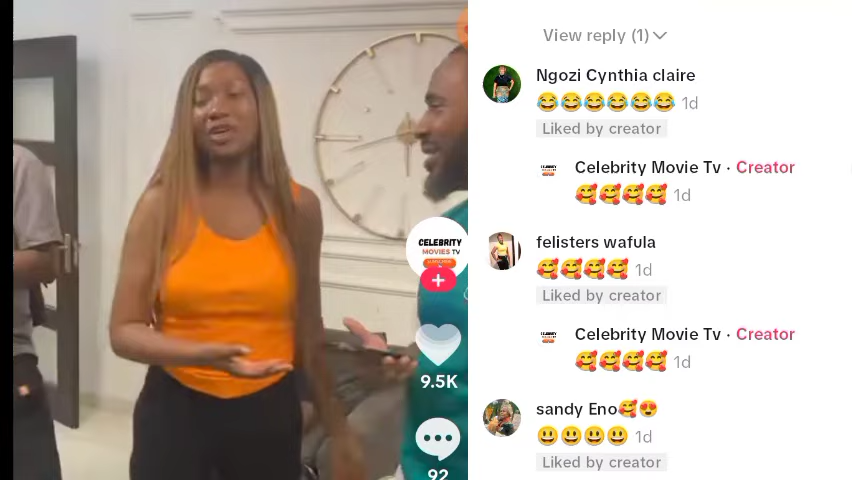 CELEBRITY
MOVIES TV
9.5K
92
View reply (1)
Ngozi Cynthia claire
😂😂😂😂😂😂 1d
Liked by creator
Celebrity Movie Tv · Creator
🥰🥰🥰🥰 1d
felisters wafula
🥰🥰🥰🥰 1d
Liked by creator
Celebrity Movie Tv · Creator
🥰🥰🥰🥰 1d
sandy Eno🥰😍
😃😃😃😃 1d
Liked by creator